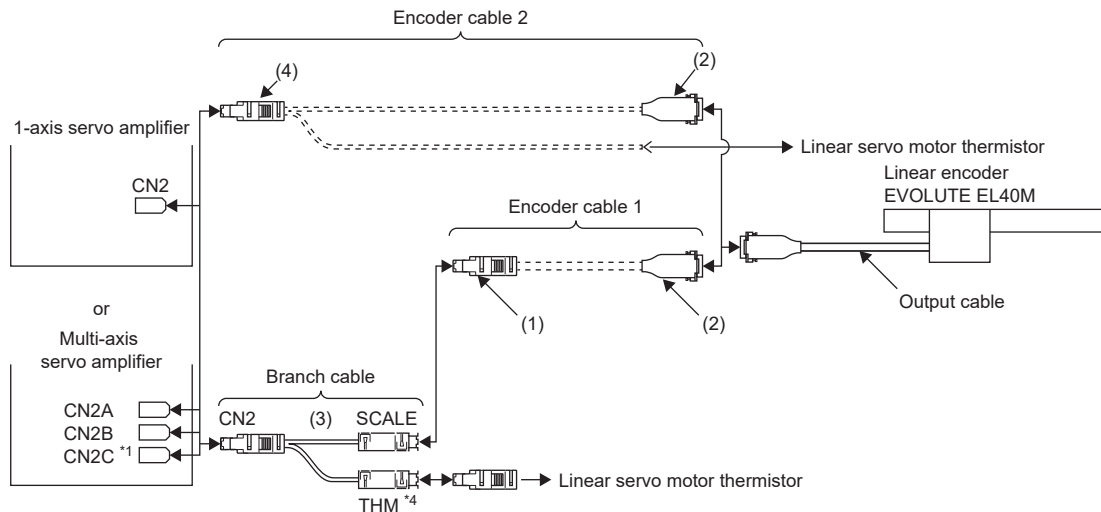 Encoder cable 2
(4)
(2)
1-axis servo amplifier
Linear servo motor thermistor
CN2
Linear encoder
EVOLUTE EL40M
Encoder cable 1
(1)
(2)
Output cable
or
Multi-axis
servo amplifier
Branch cable
CN2A
CN2B
CN2C *1
CN2
(3)
SCALE
THM *4
Linear servo motor thermistor